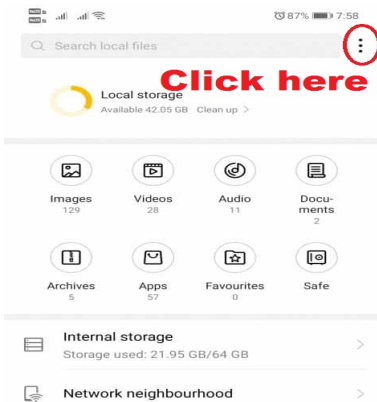 87% 7:58
Search local files
Click here
Local storage
Available 42.05 GB Clean up >
Images Videos Audio Docu-
ments
129 28 11 2
Archives Apps Favourites Safe
5 57 0
Internal storage
Storage used: 21.95 GB/64 GB
Network neighbourhood